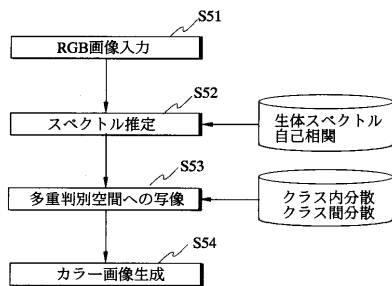 S51
RGB画像入力
S52
スペクトル推定
生体スペクトル
自己相関
S53
多重判別空間への写像
クラス内分散
クラス間分散
S54
カラー画像生成